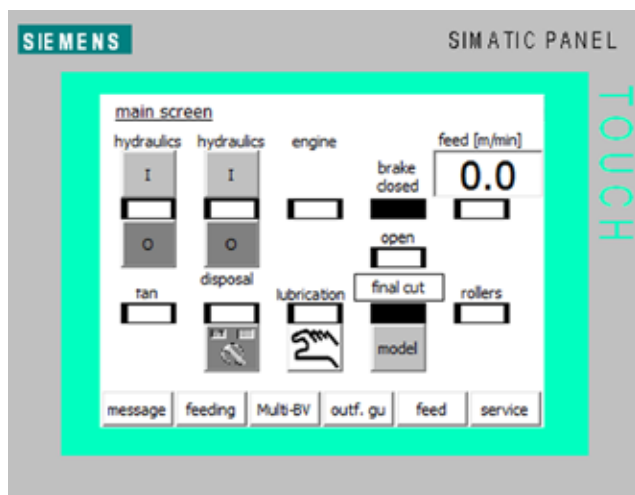 SIEMENS
SIMATIC PANEL
TOUCH
main screen
hydraulics hydraulics engine feed [m/min]
I I brake closed 0.0
O O open
fan disposal lubrication final cut rollers
model
message feeding Multi-BV outf. gu feed service